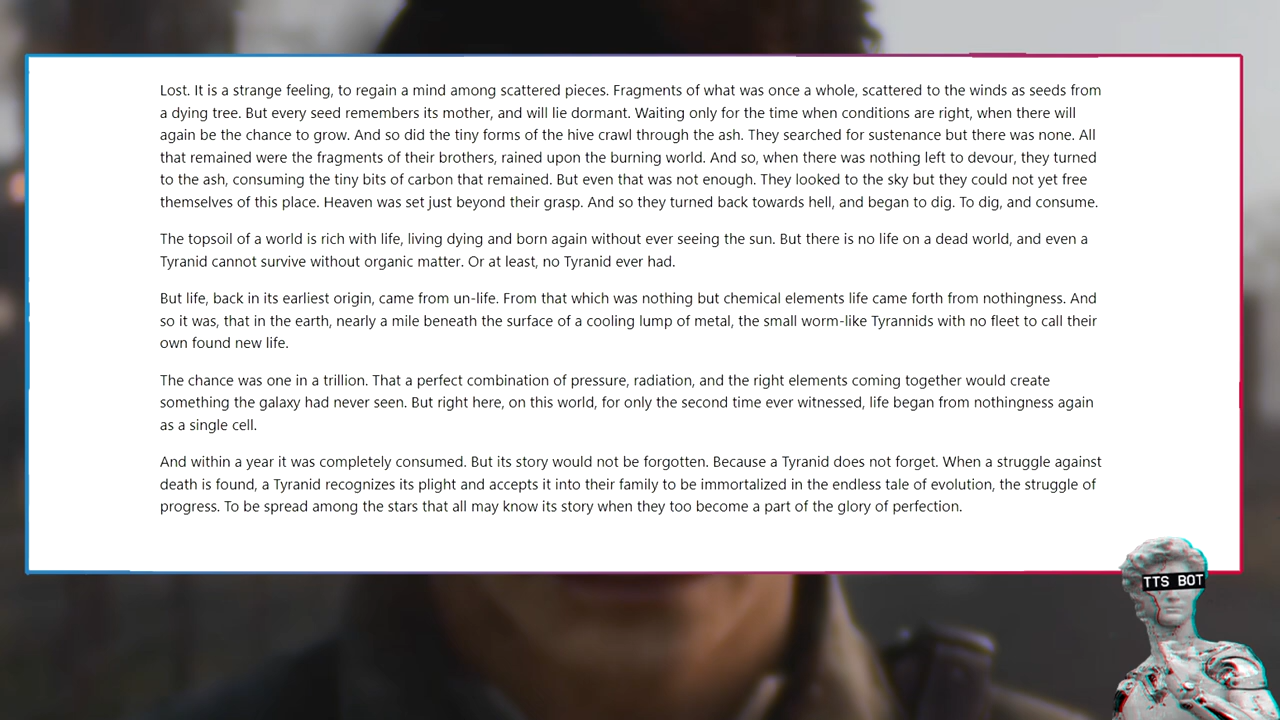 Lost. It is a strange feeling, to regain a mind among scattered pieces. Fragments of what was once a whole, scattered to the winds as seeds from
a dying tree. But every seed remembers its mother, and will lie dormant. Waiting only for the time when conditions are right, when there will
again be the chance to grow. And so did the tiny forms of the hive crawl through the ash. They searched for sustenance but there was none. All
that remained were the fragments of their brothers, rained upon the burning world. And so, when there was nothing left to devour, they turned
to the ash, consuming the tiny bits of carbon that remained. But even that was not enough. They looked to the sky but they could not yet free
themselves of this place. Heaven was set just beyond their grasp. And so they turned back towards hell, and began to dig. To dig, and consume.
The topsoil of a world is rich with life, living dying and born again without ever seeing the sun. But there is no life on a dead world, and even a
Tyranid cannot survive without organic matter. Or at least, no Tyranid ever had.
But life, back in its earliest origin, came from un-life. From that which was nothing but chemical elements life came forth from nothingness. And
so it was, that in the earth, nearly a mile beneath the surface of a cooling lump of metal, the small worm-like Tyrannids with no fleet to call their
own found new life.
The chance was one in a trillion. That a perfect combination of pressure, radiation, and the right elements coming together would create
something the galaxy had never seen. But right here, on this world, for only the second time ever witnessed, life began from nothingness again
as a single cell.
And within a year it was completely consumed. But its story would not be forgotten. Because a Tyranid does not forget. When a struggle against
death is found, a Tyranid recognizes its plight and accepts it into their family to be immortalized in the endless tale of evolution, the struggle of
progress. To be spread among the stars that all may know its story when they too become a part of the glory of perfection.
TTS BOT